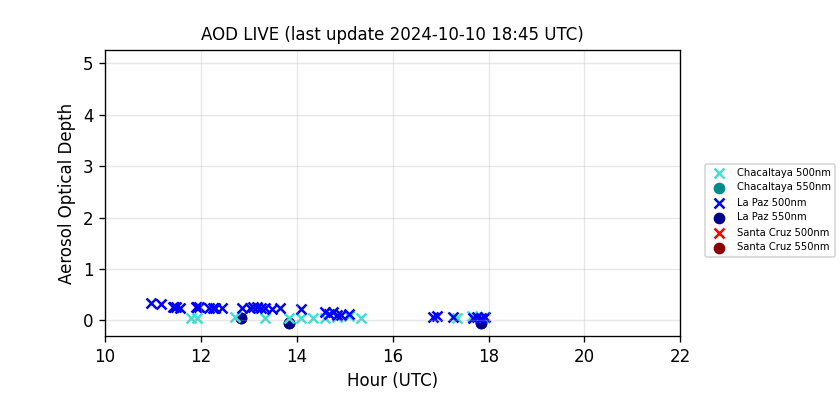 AOD LIVE (last update 2024-10-10 18:45 UTC)
Aerosol Optical Depth
5
4
3
2
1
0
10 12 14 16 18 20 22
Hour (UTC)
Chacaltaya 500nm
Chacaltaya 550nm
La Paz 500nm
La Paz 550nm
Santa Cruz 500nm
Santa Cruz 550nm